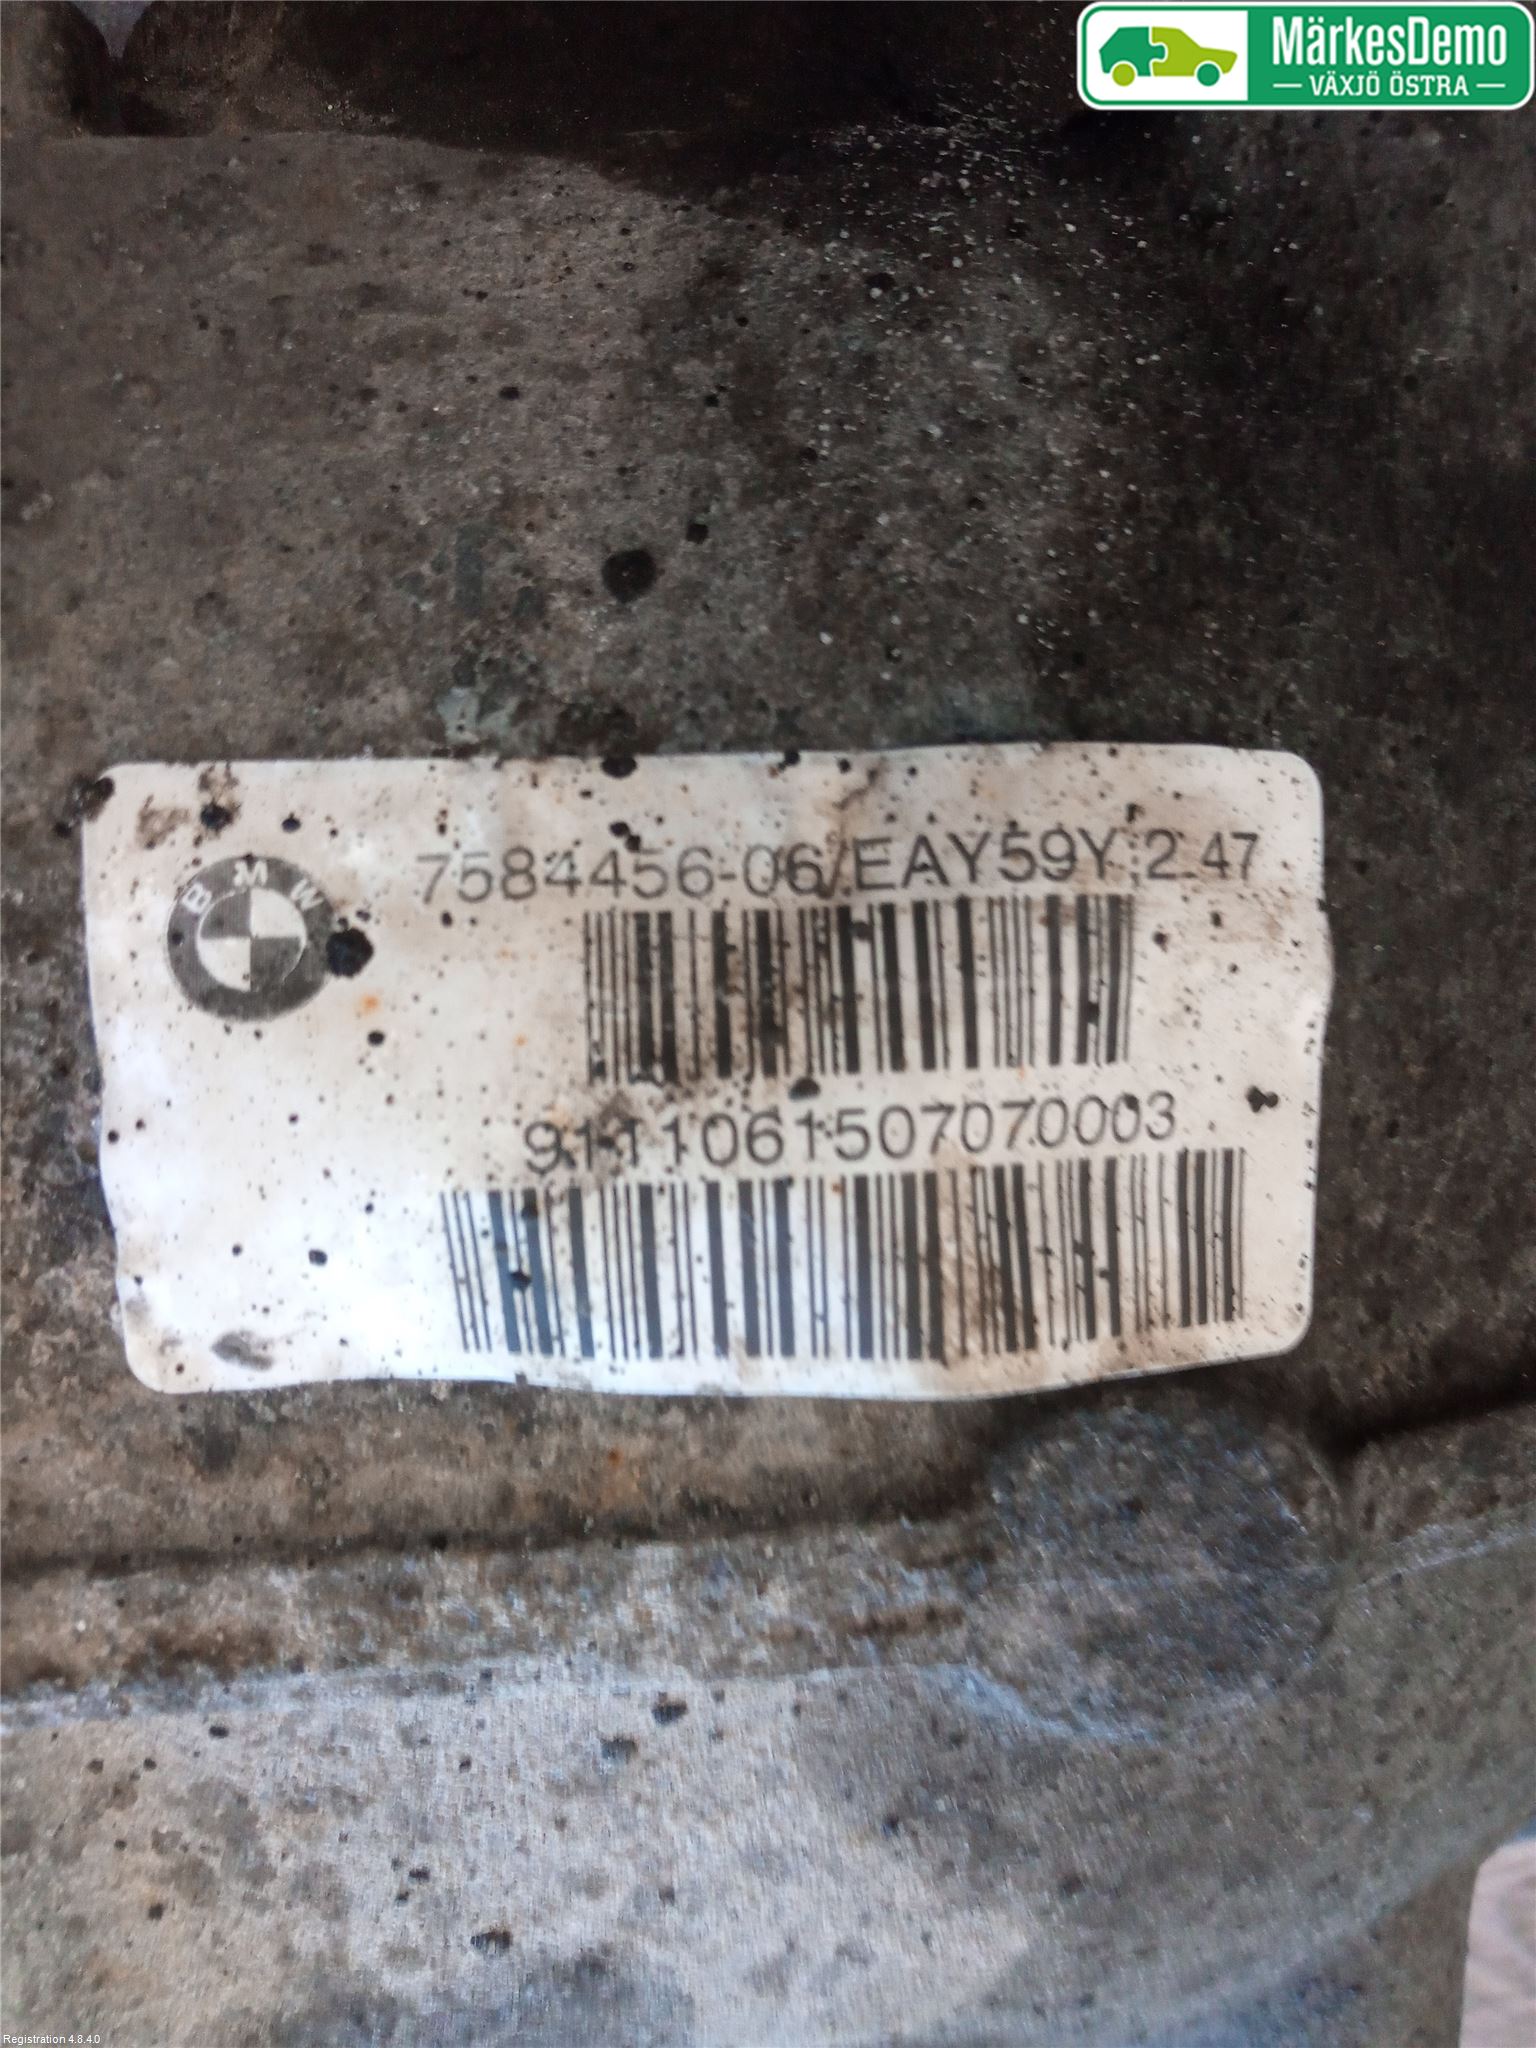 MärkesDemo
VÄXJÖ ÖSTRA
BMW
7584456-06/EAY59Y;2.47
9111061507070003
Registration 4.8.4.0